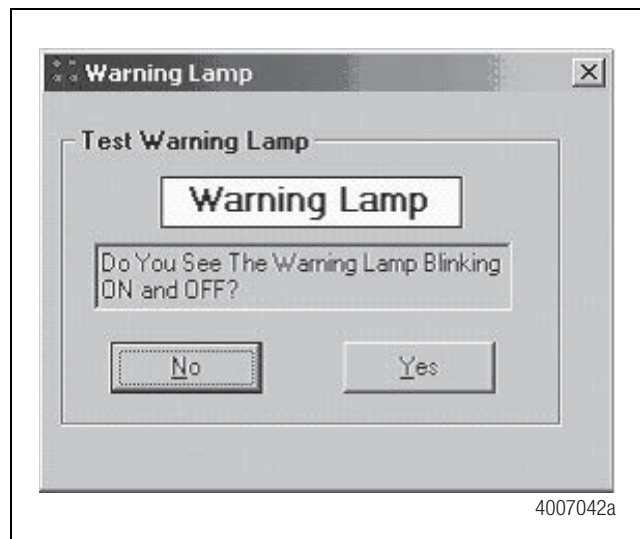 Warning Lamp
Test Warning Lamp
Warning Lamp
Do You See The Warning Lamp Blinking
ON and OFF?
No
Yes
4007042a